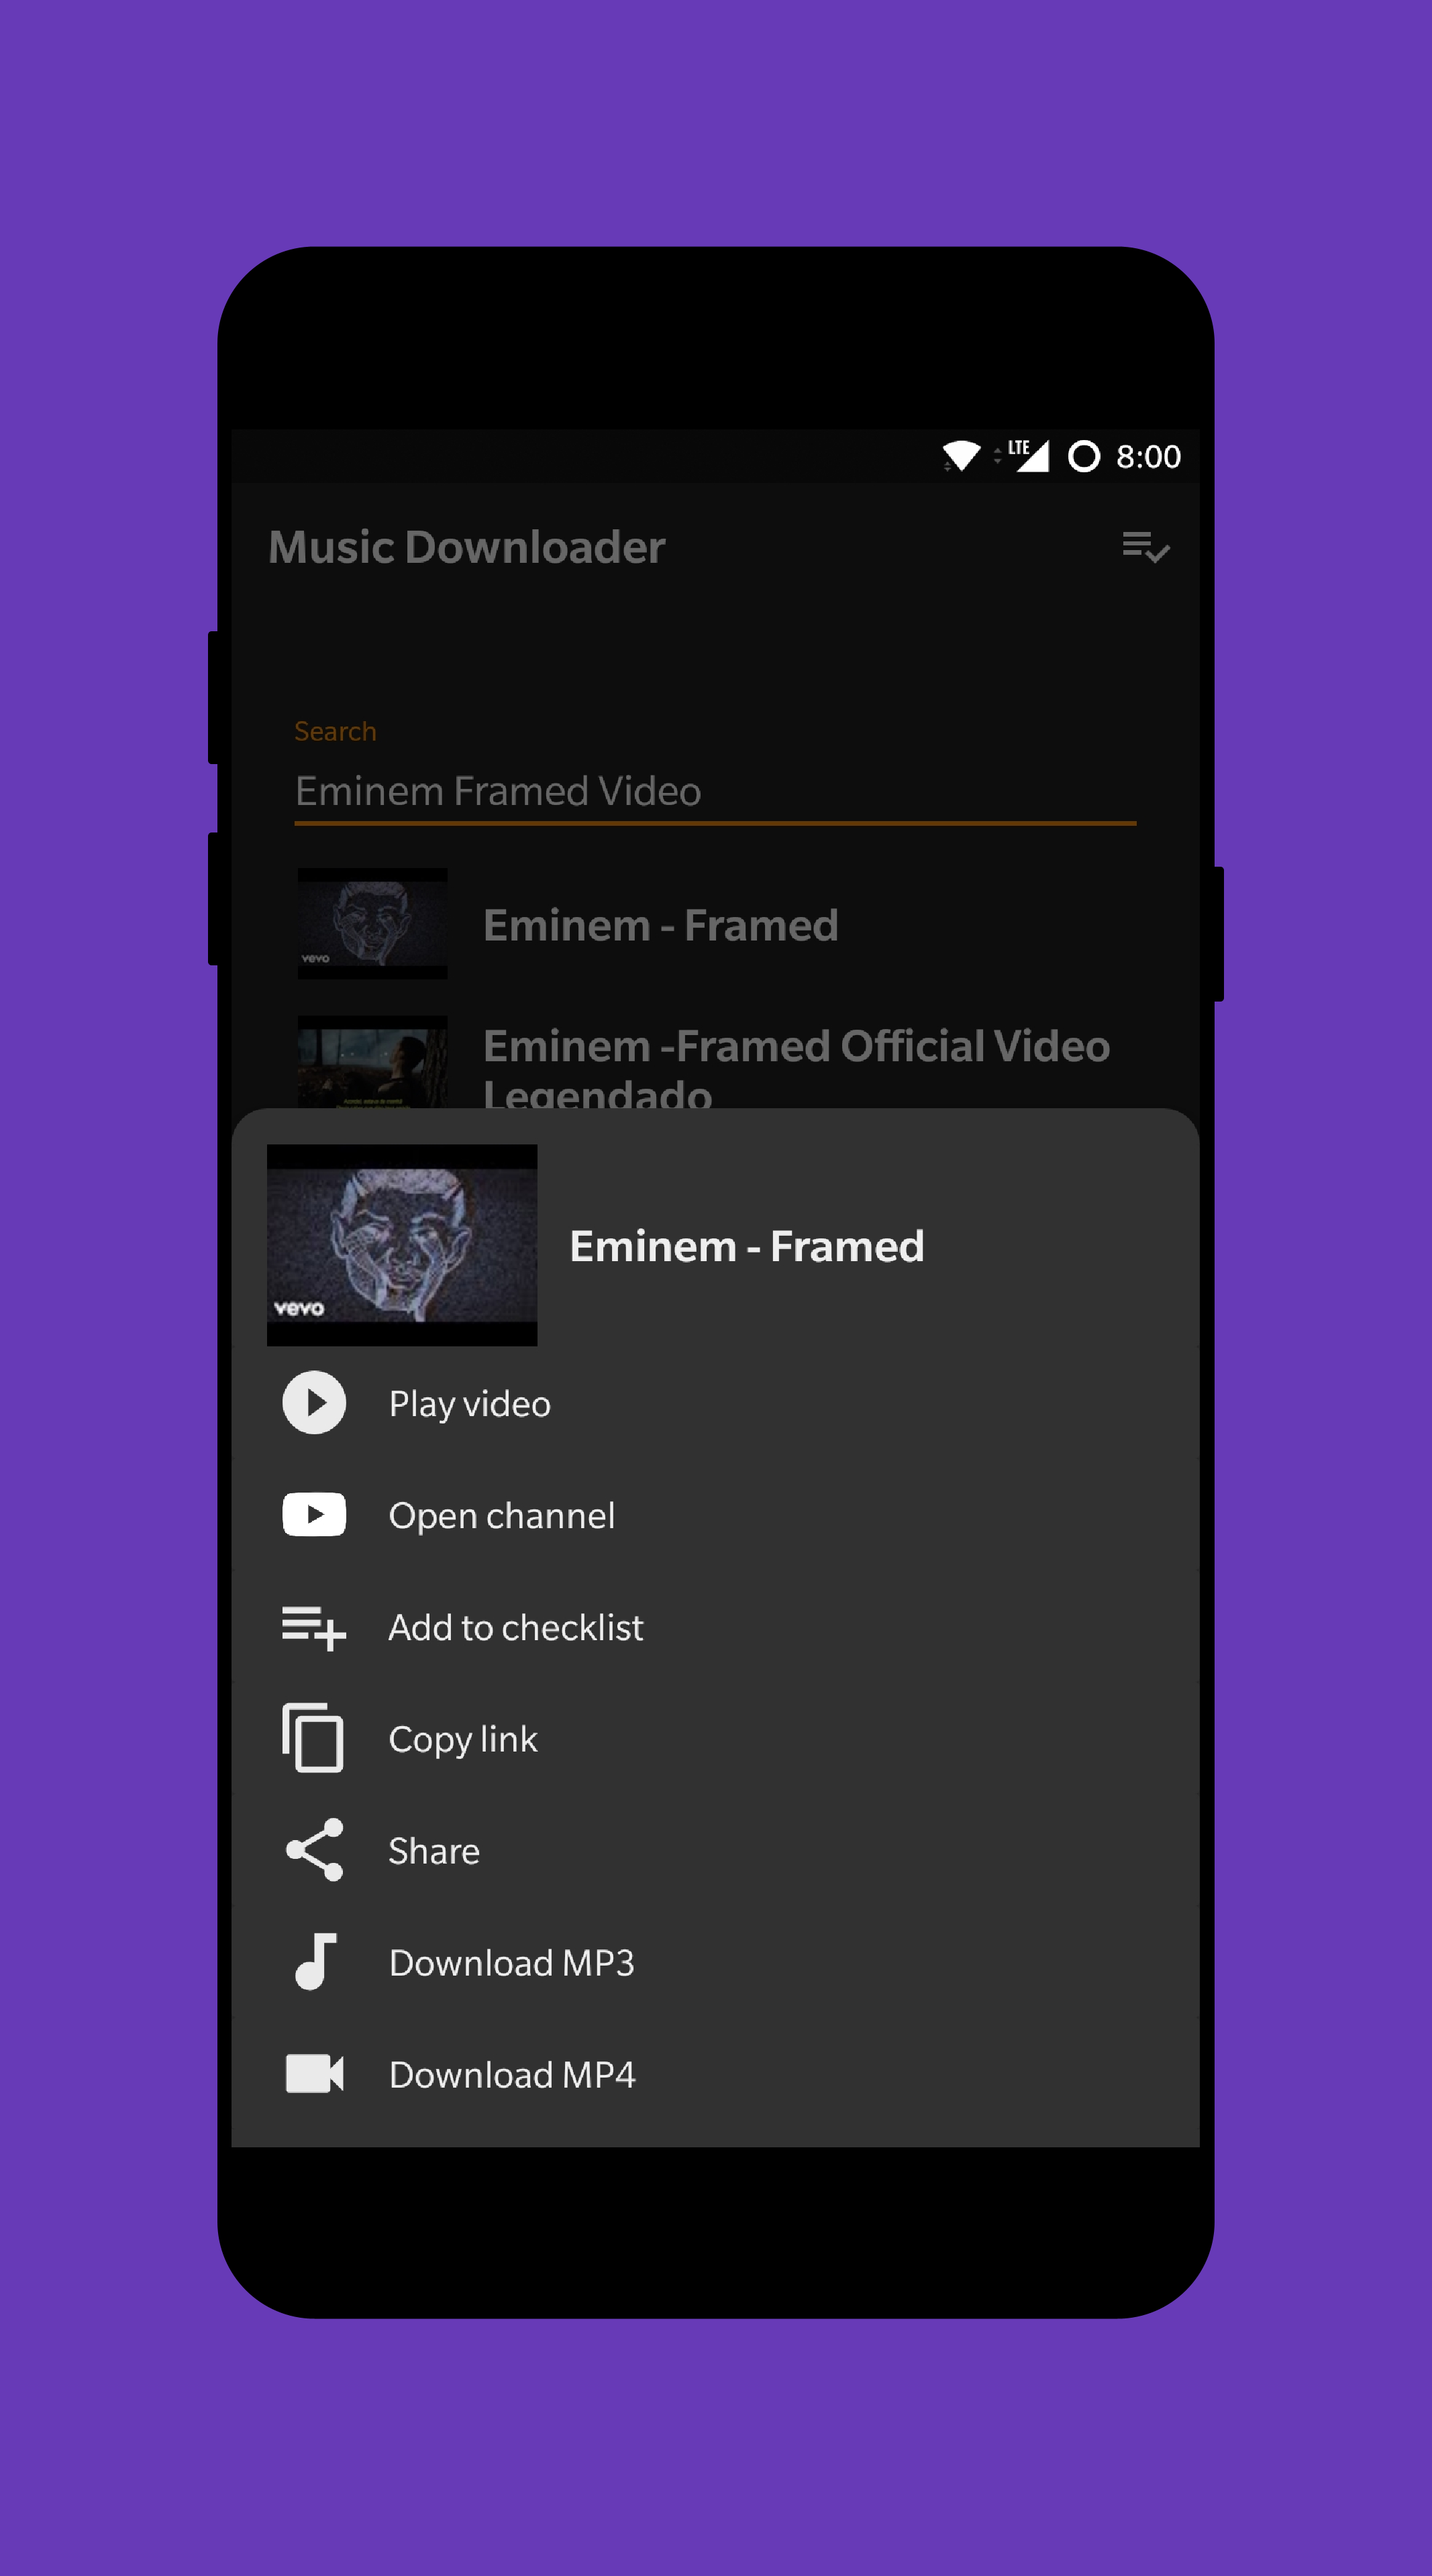 LTE 8:00
Music Downloader
Search
Eminem Framed Video
vevo
Eminem - Framed
Eminem -Framed Official Video
Legendado
vevo
Eminem - Framed
Play video
Open channel
Add to checklist
Copy link
Share
Download MP3
Download MP4